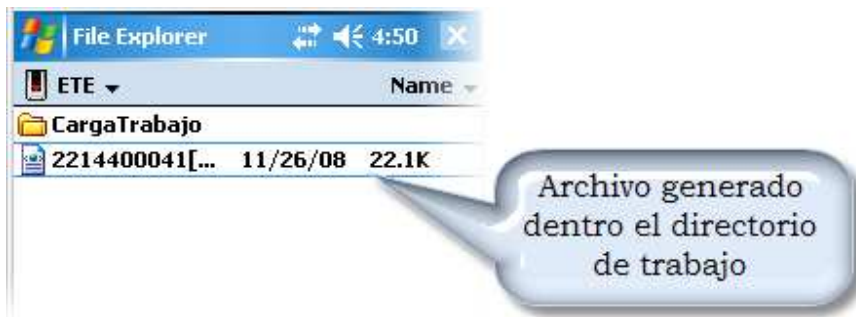 File Explorer 4:50
ETE Name
CargaTrabajo
2214400041[... 11/26/08 22.1K
Archivo generado
dentro el directorio
de trabajo